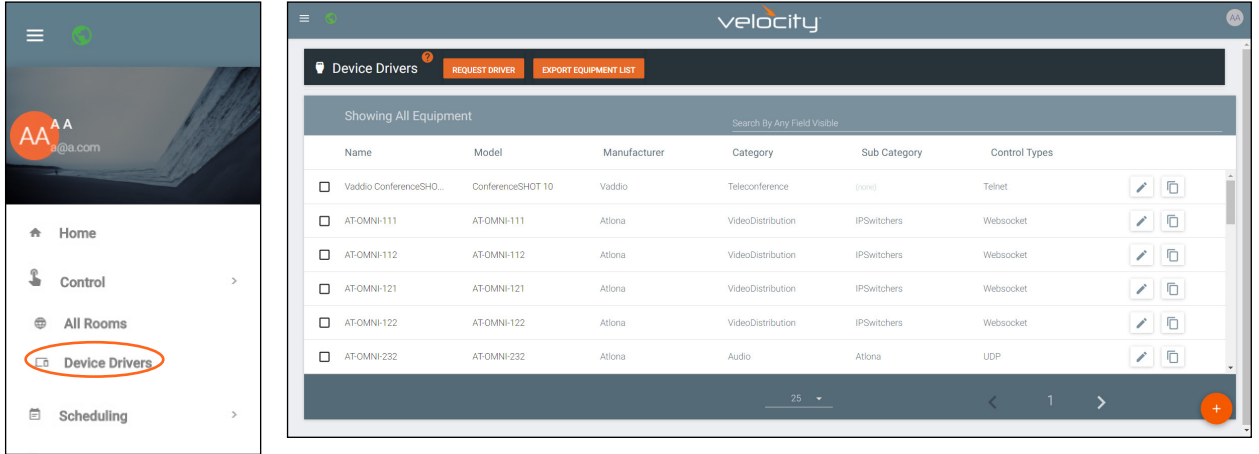 AA
A A
a@a.com
Home
Control
All Rooms
Device Drivers
Scheduling
velocity
AA
Device Drivers ? REQUEST DRIVER EXPORT EQUIPMENT LIST
Showing All Equipment Search By Any Field Visible
Name Model Manufacturer Category Sub Category Control Types
Vaddio ConferenceSHO... ConferenceSHOT 10 Vaddio Teleconference (none) Telnet
AT-OMNI-111 AT-OMNI-111 Atlona VideoDistribution IPSwitchers Websocket
AT-OMNI-112 AT-OMNI-112 Atlona VideoDistribution IPSwitchers Websocket
AT-OMNI-121 AT-OMNI-121 Atlona VideoDistribution IPSwitchers Websocket
AT-OMNI-122 AT-OMNI-122 Atlona VideoDistribution IPSwitchers Websocket
AT-OMNI-232 AT-OMNI-232 Atlona Audio Atlona UDP
25 1